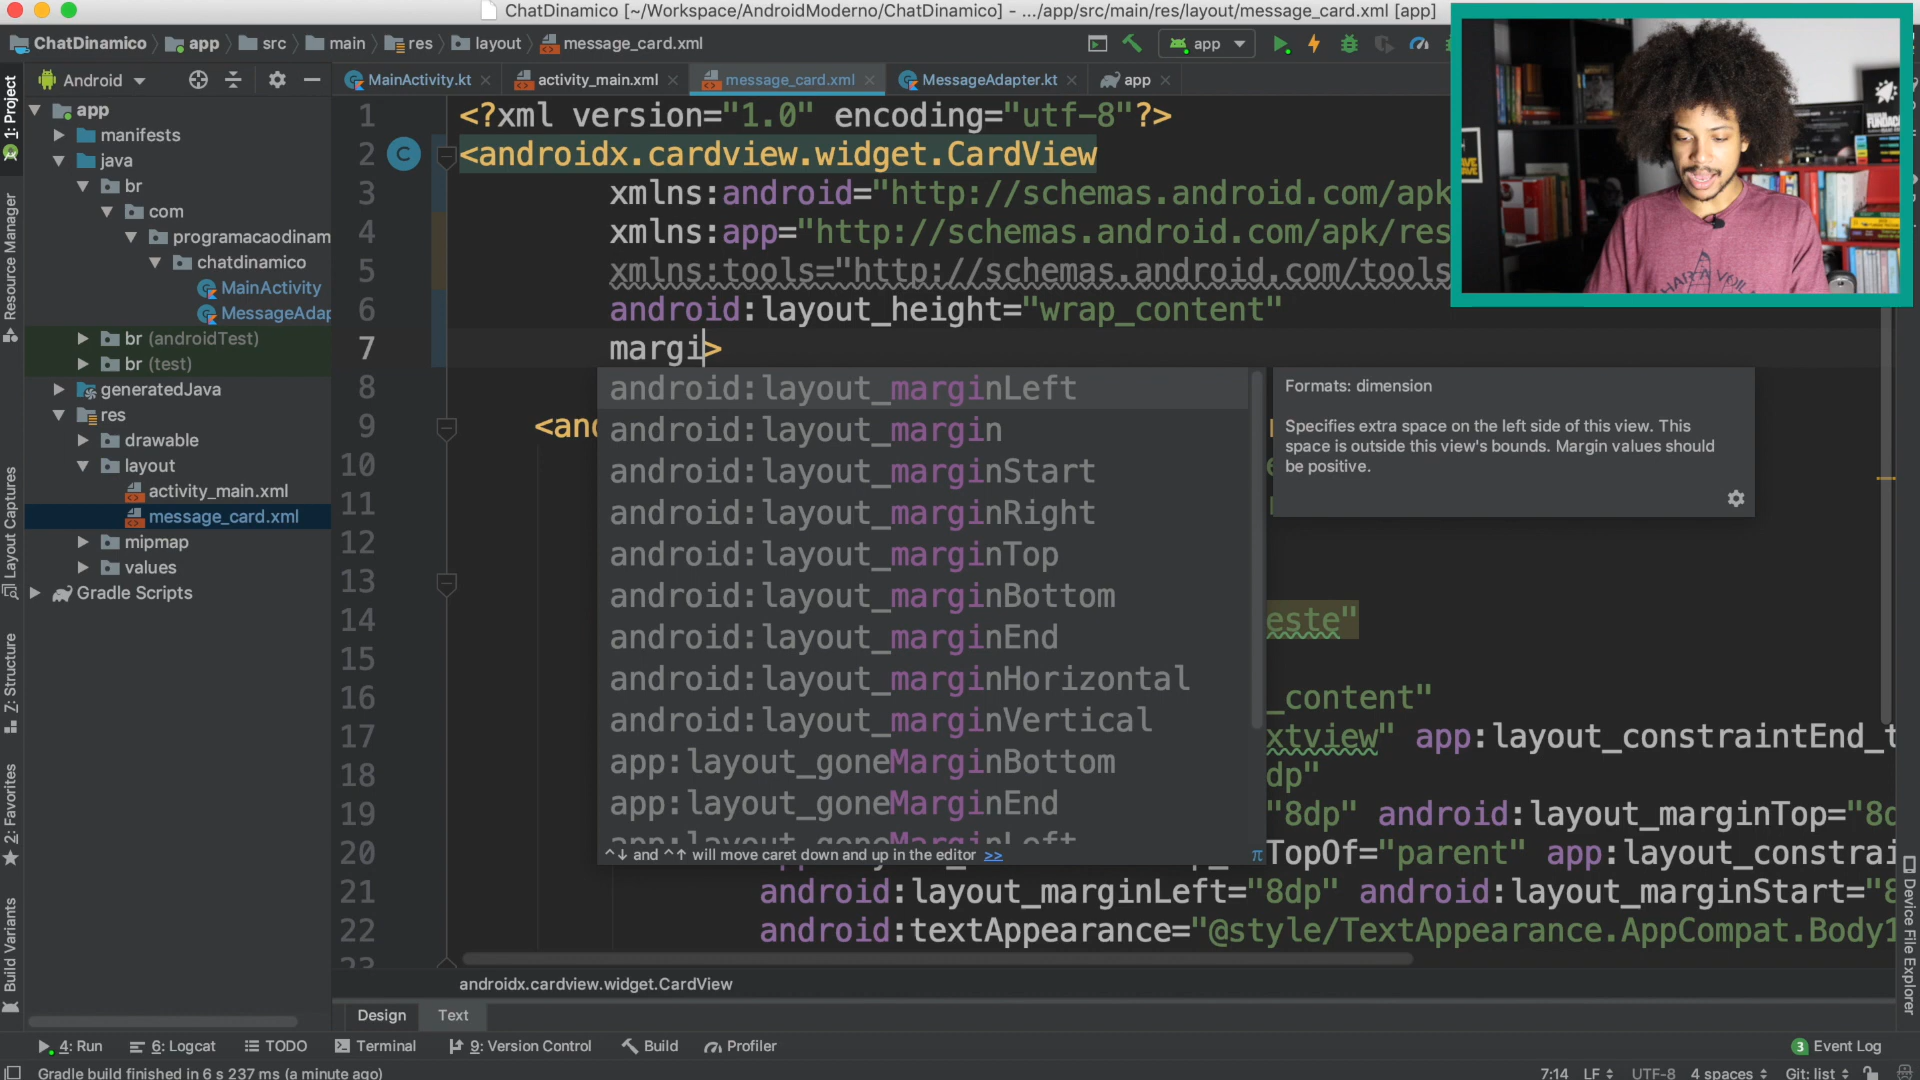 ChatDinamico [~/Workspace/AndroidModerno/ChatDinamico] - .../app/src/main/res/layout/message_card.xml [app]
ChatDinamico app src main res layout message_card.xml
app
Android
MainActivity.kt activity_main.xml message_card.xml MessageAdapter.kt app
app
manifests
java
br
com
programacaodinam
chatdinamico
MainActivity
MessageAdap
br (androidTest)
br (test)
generatedJava
res
drawable
layout
activity_main.xml
message_card.xml
mipmap
values
Gradle Scripts
1: Project
Resource Manager
Layout Captures
7: Structure
2: Favorites
Build Variants
1 <?xml version="1.0" encoding="utf-8"?>
2 <androidx.cardview.widget.CardView
3 xmlns:android="http://schemas.android.com/apk
4 xmlns:app="http://schemas.android.com/apk/res
5 xmlns:tools="http://schemas.android.com/tools
6 android:layout_height="wrap_content"
7 margi>
8
9 <and
10
11
12
13
14 este"
15
16 _content"
17 xtview" app:layout_constraintEnd_t
18 dp"
19 "8dp" android:layout_marginTop="8d
20 TopOf="parent" app:layout_constrai
21 android:layout_marginLeft="8dp" android:layout_marginStart="8
22 android:textAppearance="@style/TextAppearance.AppCompat.Body1
23
android:layout_marginLeft
android:layout_margin
android:layout_marginStart
android:layout_marginRight
android:layout_marginTop
android:layout_marginBottom
android:layout_marginEnd
android:layout_marginHorizontal
android:layout_marginVertical
app:layout_goneMarginBottom
app:layout_goneMarginEnd
app:layout_goneMarginLeft
^↓ and ^↑ will move caret down and up in the editor >> π
Formats: dimension
Specifies extra space on the left side of this view. This
space is outside this view's bounds. Margin values should
be positive.
androidx.cardview.widget.CardView
Design Text
Device File Explorer
4: Run 6: Logcat TODO Terminal 9: Version Control Build Profiler 3 Event Log
Gradle build finished in 6 s 237 ms (a minute ago) 7:14 LF UTF-8 4 spaces Git: list